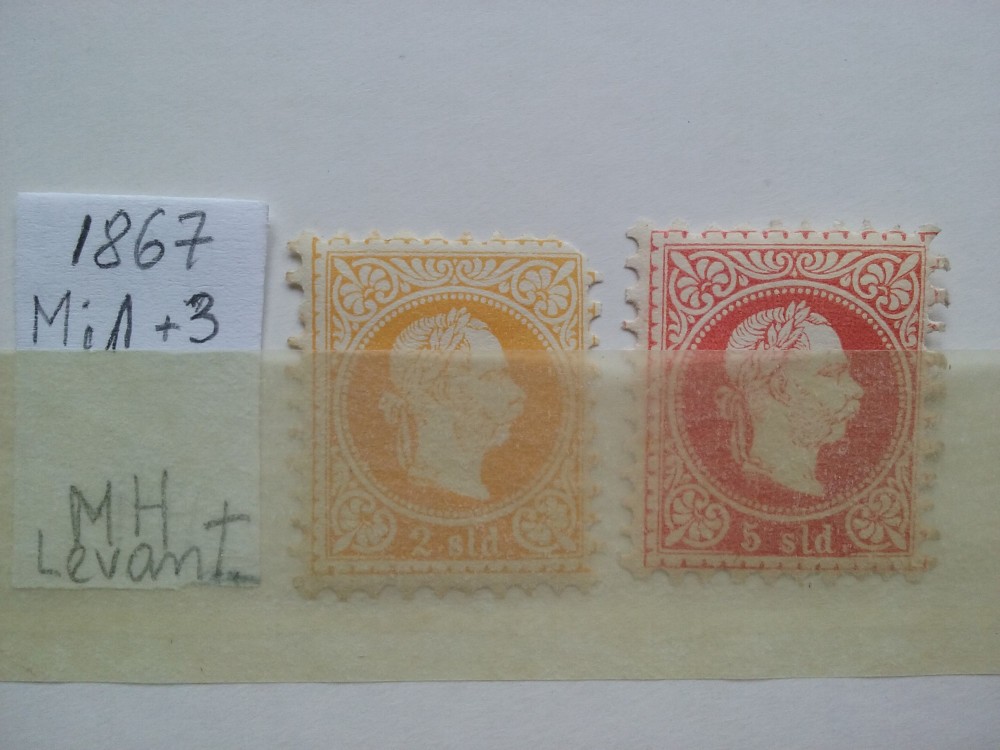 1867
Mi 1 + 3
MH +
Levant
2 sld
5 sld